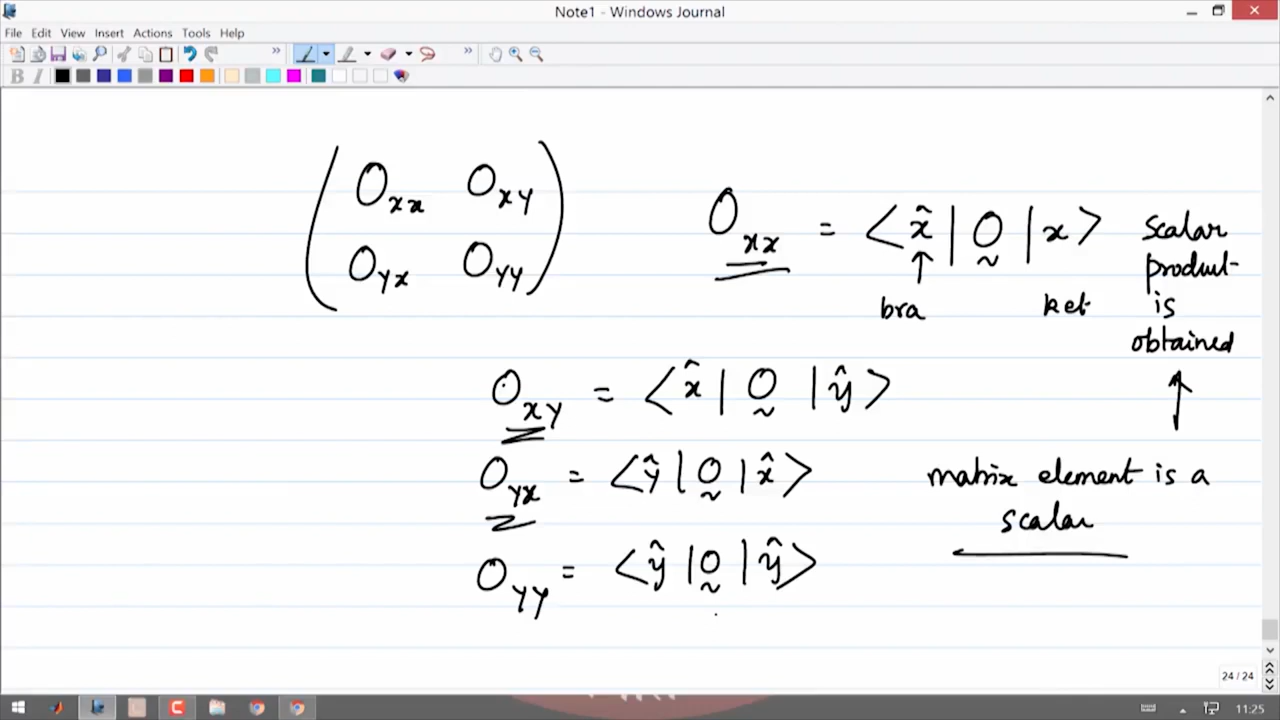 Note1 - Windows Journal
File Edit View Insert Actions Tools Help
O_xx O_xy
O_yx O_yy
O_xx = <x̂|O̰|x> scalar
product
bra ket is
obtained
O_xy = <x̂|O̰|ŷ>
O_yx = <ŷ|O̰|x̂> matrix element is a
scalar
O_yy = <ŷ|O̰|ŷ>
24 / 24
11:25